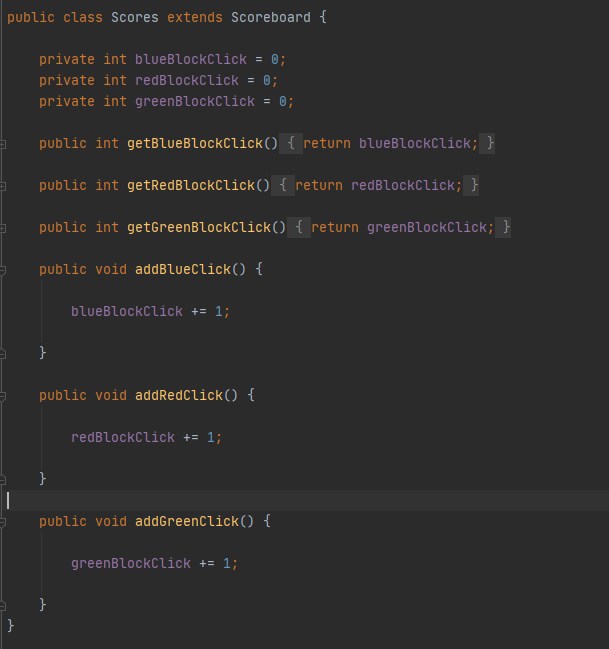 public class Scores extends Scoreboard {
private int blueBlockClick = 0;
private int redBlockClick = 0;
private int greenBlockClick = 0;
public int getBlueBlockClick() { return blueBlockClick; }
public int getRedBlockClick() { return redBlockClick; }
public int getGreenBlockClick() { return greenBlockClick; }
public void addBlueClick() {
blueBlockClick += 1;
}
public void addRedClick() {
redBlockClick += 1;
}
public void addGreenClick() {
greenBlockClick += 1;
}
}